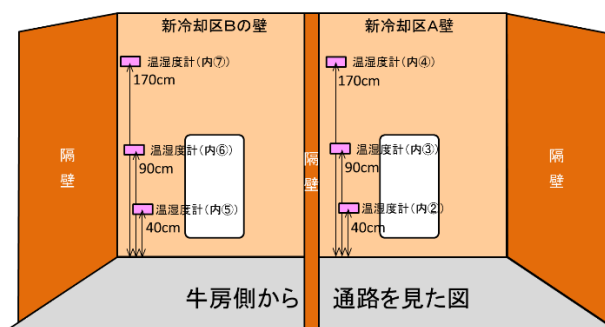 新冷却区Bの壁
新冷却区A壁
温湿度計(内⑦)
170cm
温湿度計(内④)
170cm
温湿度計(内⑥)
90cm
温湿度計(内③)
90cm
温湿度計(内⑤)
40cm
温湿度計(内②)
40cm
隔壁
隔壁
隔壁
牛房側から 通路を見た図